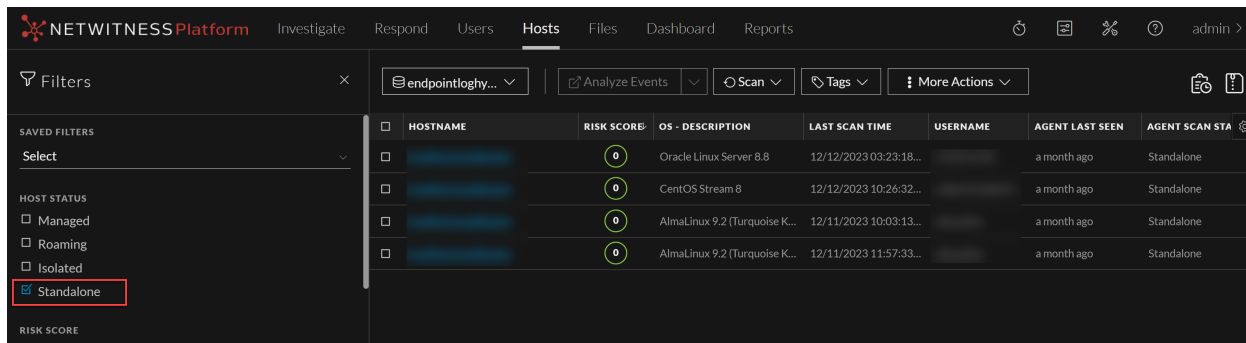 NETWITNESS Platform Investigate Respond Users Hosts Files Dashboard Reports admin >
Filters ×
endpointloghy... Analyze Events Scan Tags More Actions
SAVED FILTERS
Select
HOST STATUS
Managed
Roaming
Isolated
Standalone
RISK SCORE
HOSTNAME RISK SCORE OS - DESCRIPTION LAST SCAN TIME USERNAME AGENT LAST SEEN AGENT SCAN STA
0 Oracle Linux Server 8.8 12/12/2023 03:23:18... a month ago Standalone
0 CentOS Stream 8 12/12/2023 10:26:32... a month ago Standalone
0 AlmaLinux 9.2 (Turquoise K... 12/11/2023 10:03:13... a month ago Standalone
0 AlmaLinux 9.2 (Turquoise K... 12/11/2023 11:57:33... a month ago Standalone